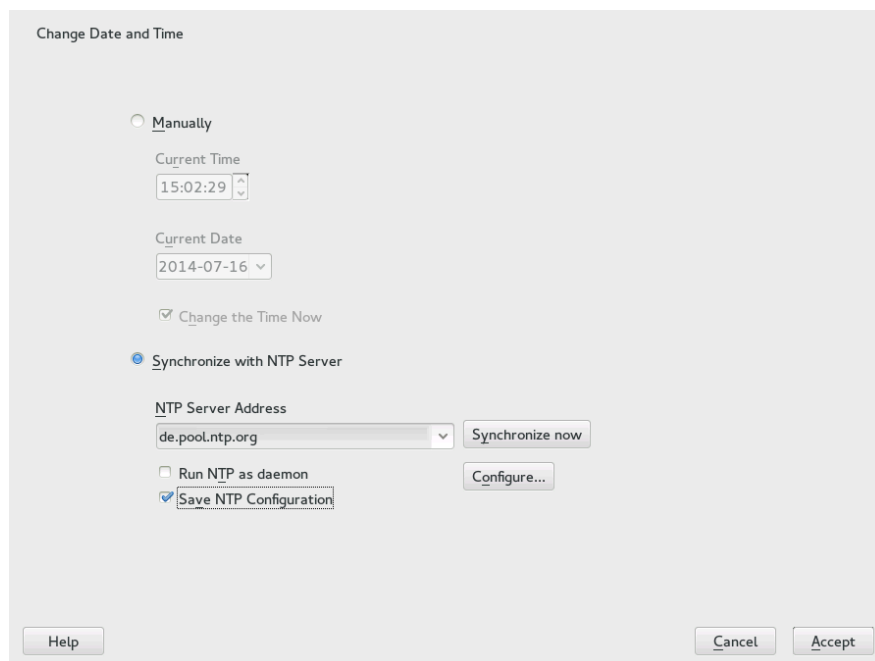 Change Date and Time
Manually
Current Time
15:02:29
Current Date
2014-07-16
Change the Time Now
Synchronize with NTP Server
NTP Server Address
de.pool.ntp.org
Synchronize now
Run NTP as daemon
Configure...
Save NTP Configuration
Help
Cancel
Accept